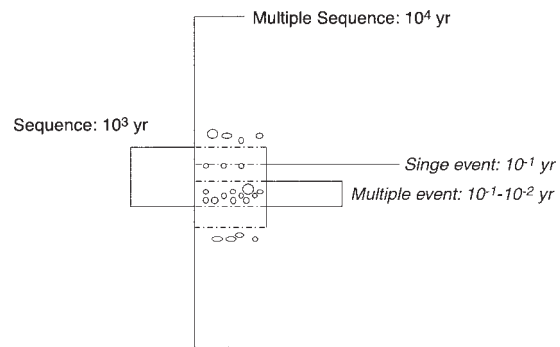 Multiple Sequence: 10⁴ yr
Sequence: 10³ yr
Singe event: 10⁻¹ yr
Multiple event: 10⁻¹-10⁻² yr